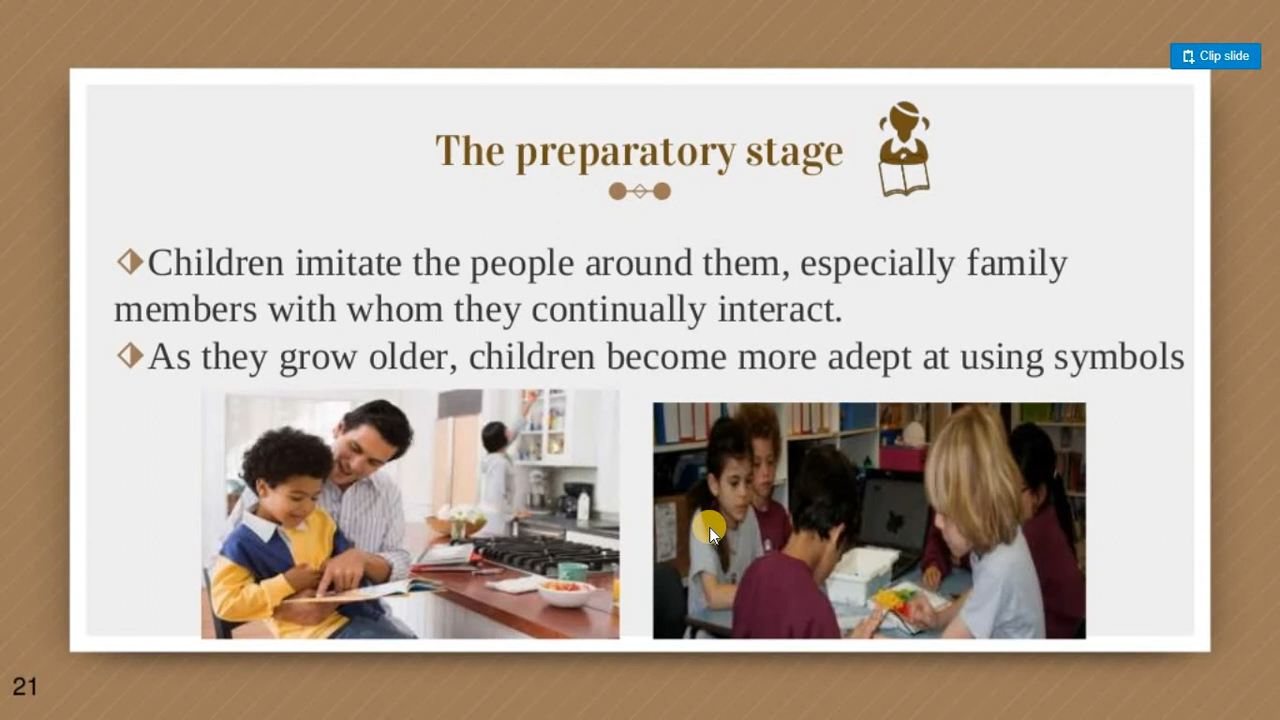 Clip slide
The preparatory stage
Children imitate the people around them, especially family
members with whom they continually interact.
As they grow older, children become more adept at using symbols
21